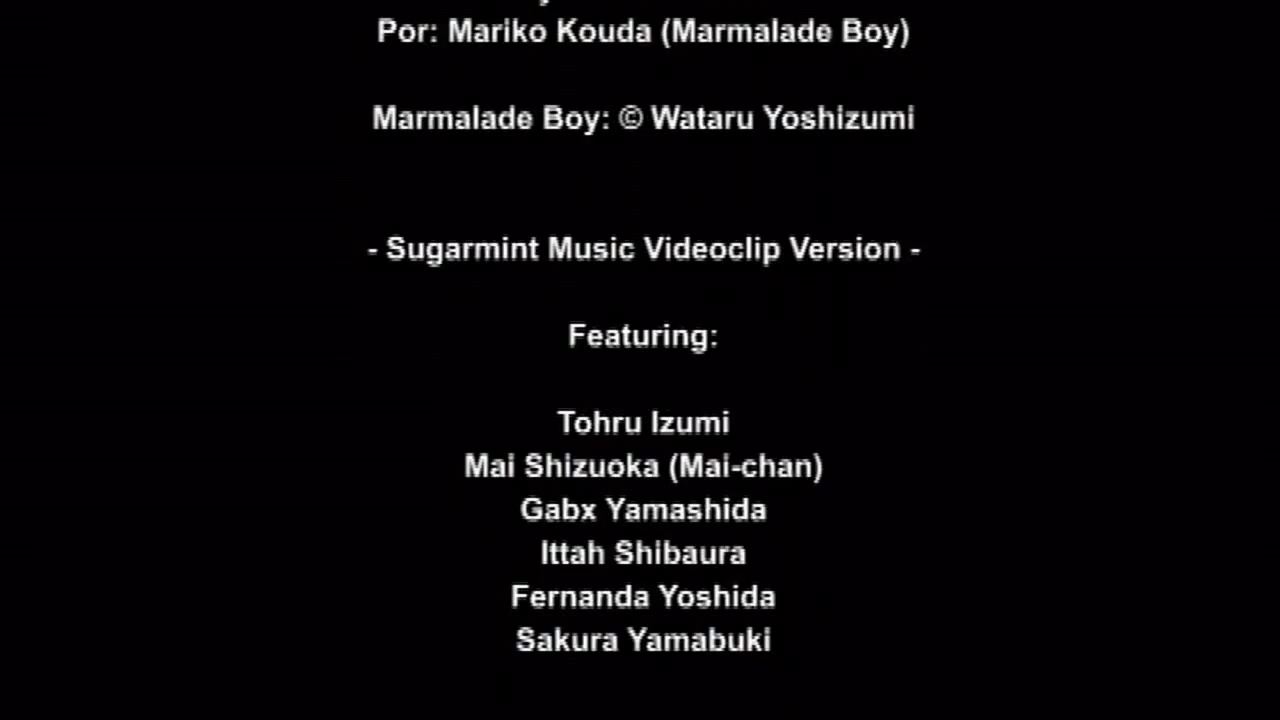 Por: Mariko Kouda (Marmalade Boy)
Marmalade Boy: © Wataru Yoshizumi
- Sugarmint Music Videoclip Version -
Featuring:
Tohru Izumi
Mai Shizuoka (Mai-chan)
Gabx Yamashida
Ittah Shibaura
Fernanda Yoshida
Sakura Yamabuki